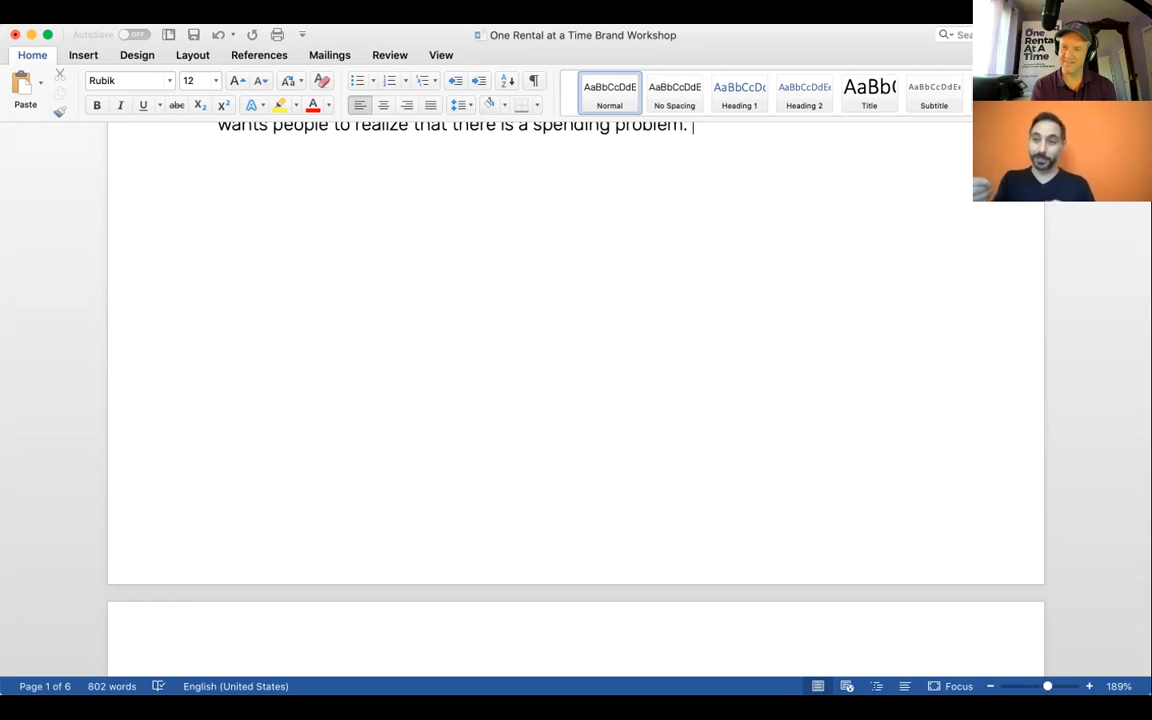 AutoSave OFF
One Rental at a Time Brand Workshop
Sea
Home Insert Design Layout References Mailings Review View
Paste
Rubik 12
AaBbCcDdE AaBbCcDdE AaBbCcDc AaBbCcDdEe AaBbC AaBbCcDdEe
Normal No Spacing Heading 1 Heading 2 Title Subtitle
One
Rental
At A
Time
wants people to realize that there is a spending problem.
Page 1 of 6 802 words English (United States) Focus 189%